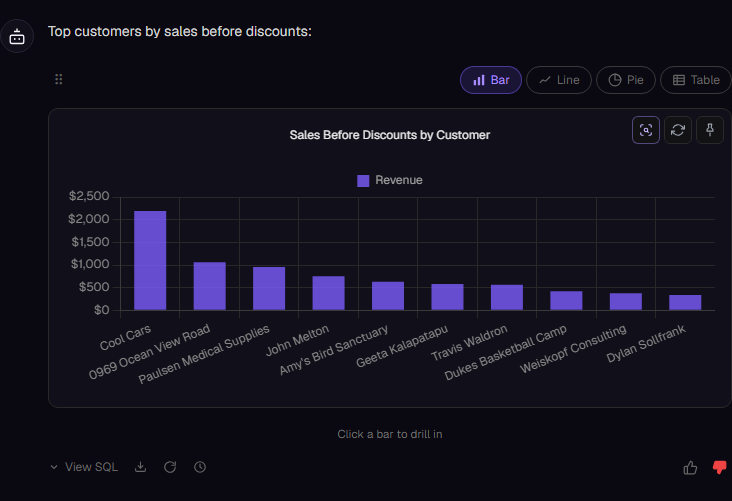 Top customers by sales before discounts:
Bar
Line
Pie
Table
Sales Before Discounts by Customer
Revenue
$2,500
$2,000
$1,500
$1,000
$500
$0
Cool Cars
0969 Ocean View Road
Paulsen Medical Supplies
John Melton
Amy's Bird Sanctuary
Geeta Kalapatapu
Travis Waldron
Dukes Basketball Camp
Weiskopf Consulting
Dylan Sollfrank
Click a bar to drill in
View SQL